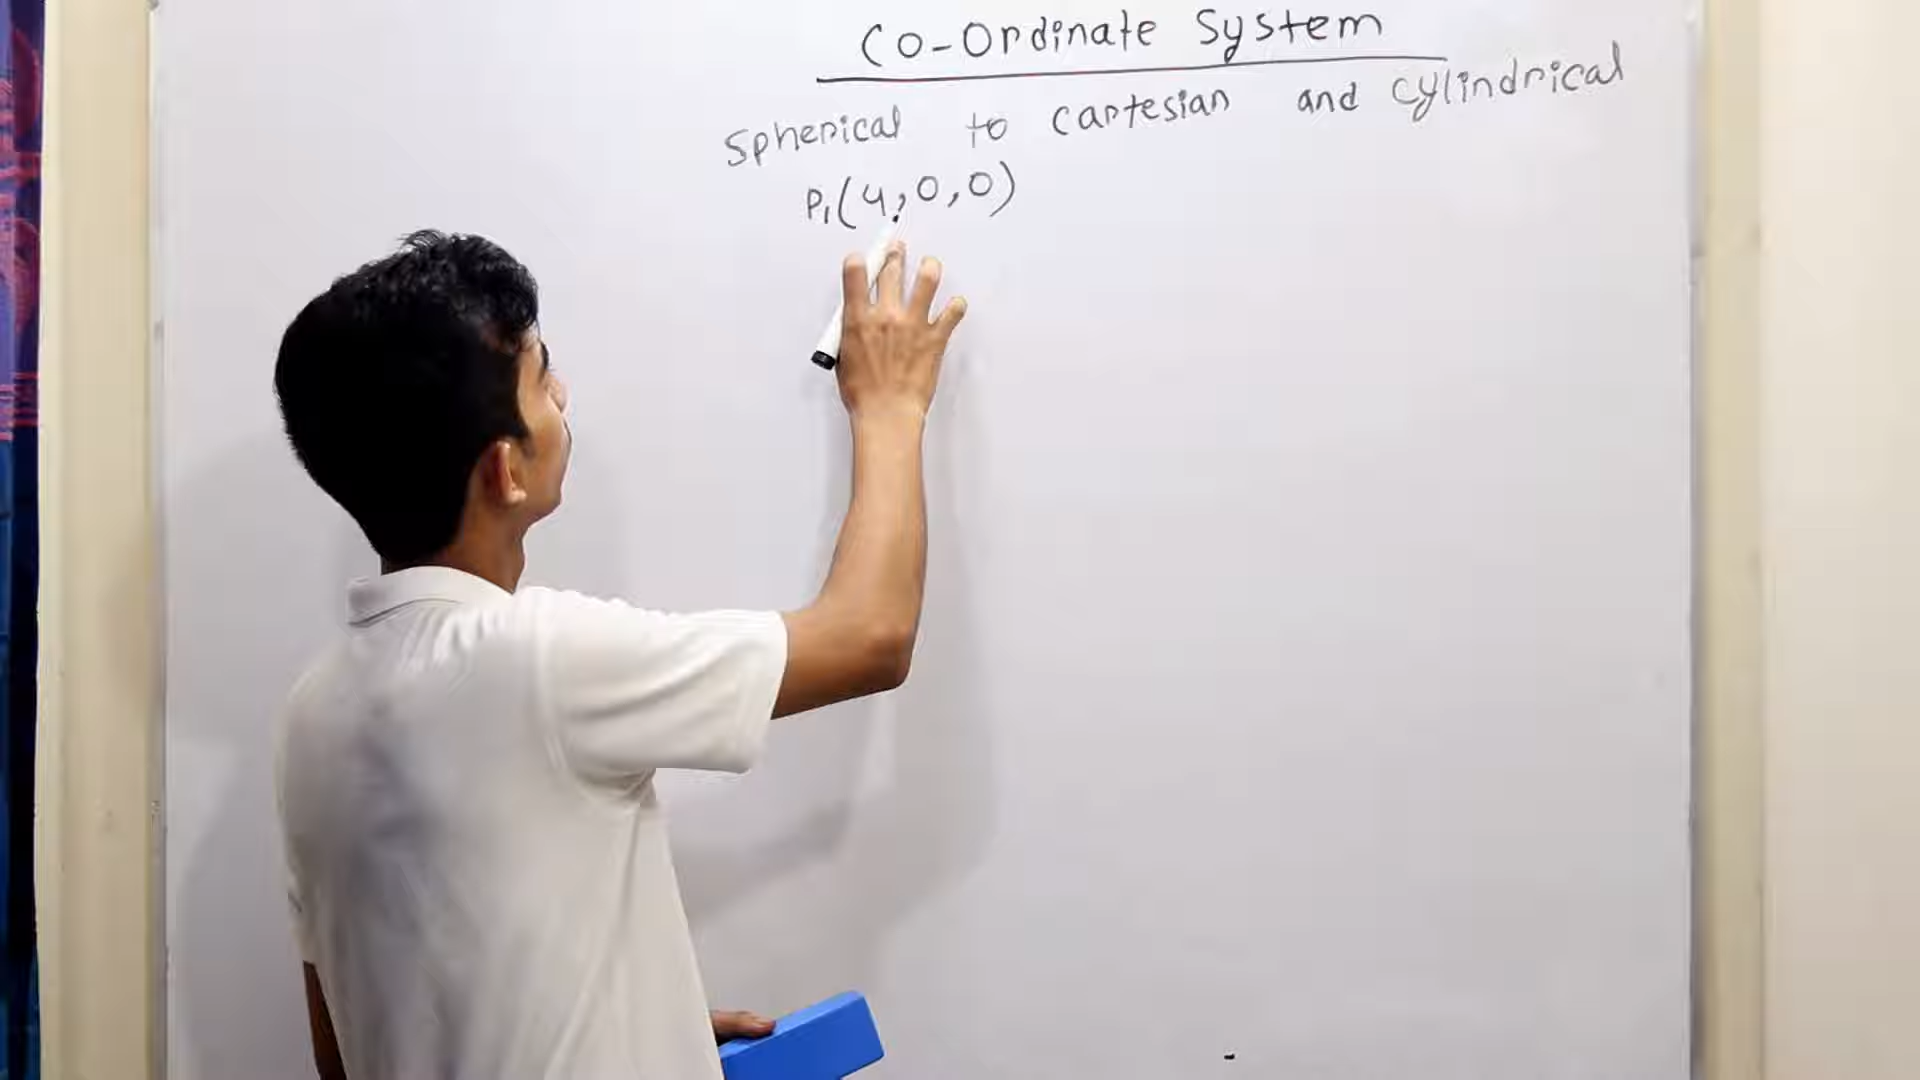 Co-Ordinate System
Spherical to cartesian and cylindrical
P₁(4,0,0)